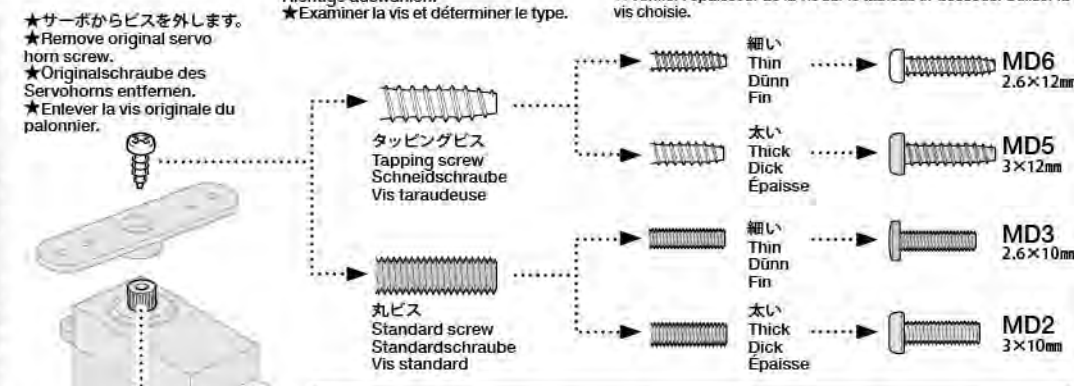 ★サーボからビスを外します。
★Remove original servo
horn screw.
★Originalschraube des
Servohorns entfernen.
★Enlever la vis originale du
palonnier.
★Examiner la vis et déterminer le type.
vis choisie.
タッピングビス
Tapping screw
Schneidschraube
Vis taraudeuse
細い
Thin
Dünn
Fin
MD6
2.6×12mm
太い
Thick
Dick
Épaisse
MD5
3×12mm
丸ビス
Standard screw
Standardschraube
Vis standard
細い
Thin
Dünn
Fin
MD3
2.6×10mm
太い
Thick
Dick
Épaisse
MD2
3×10mm